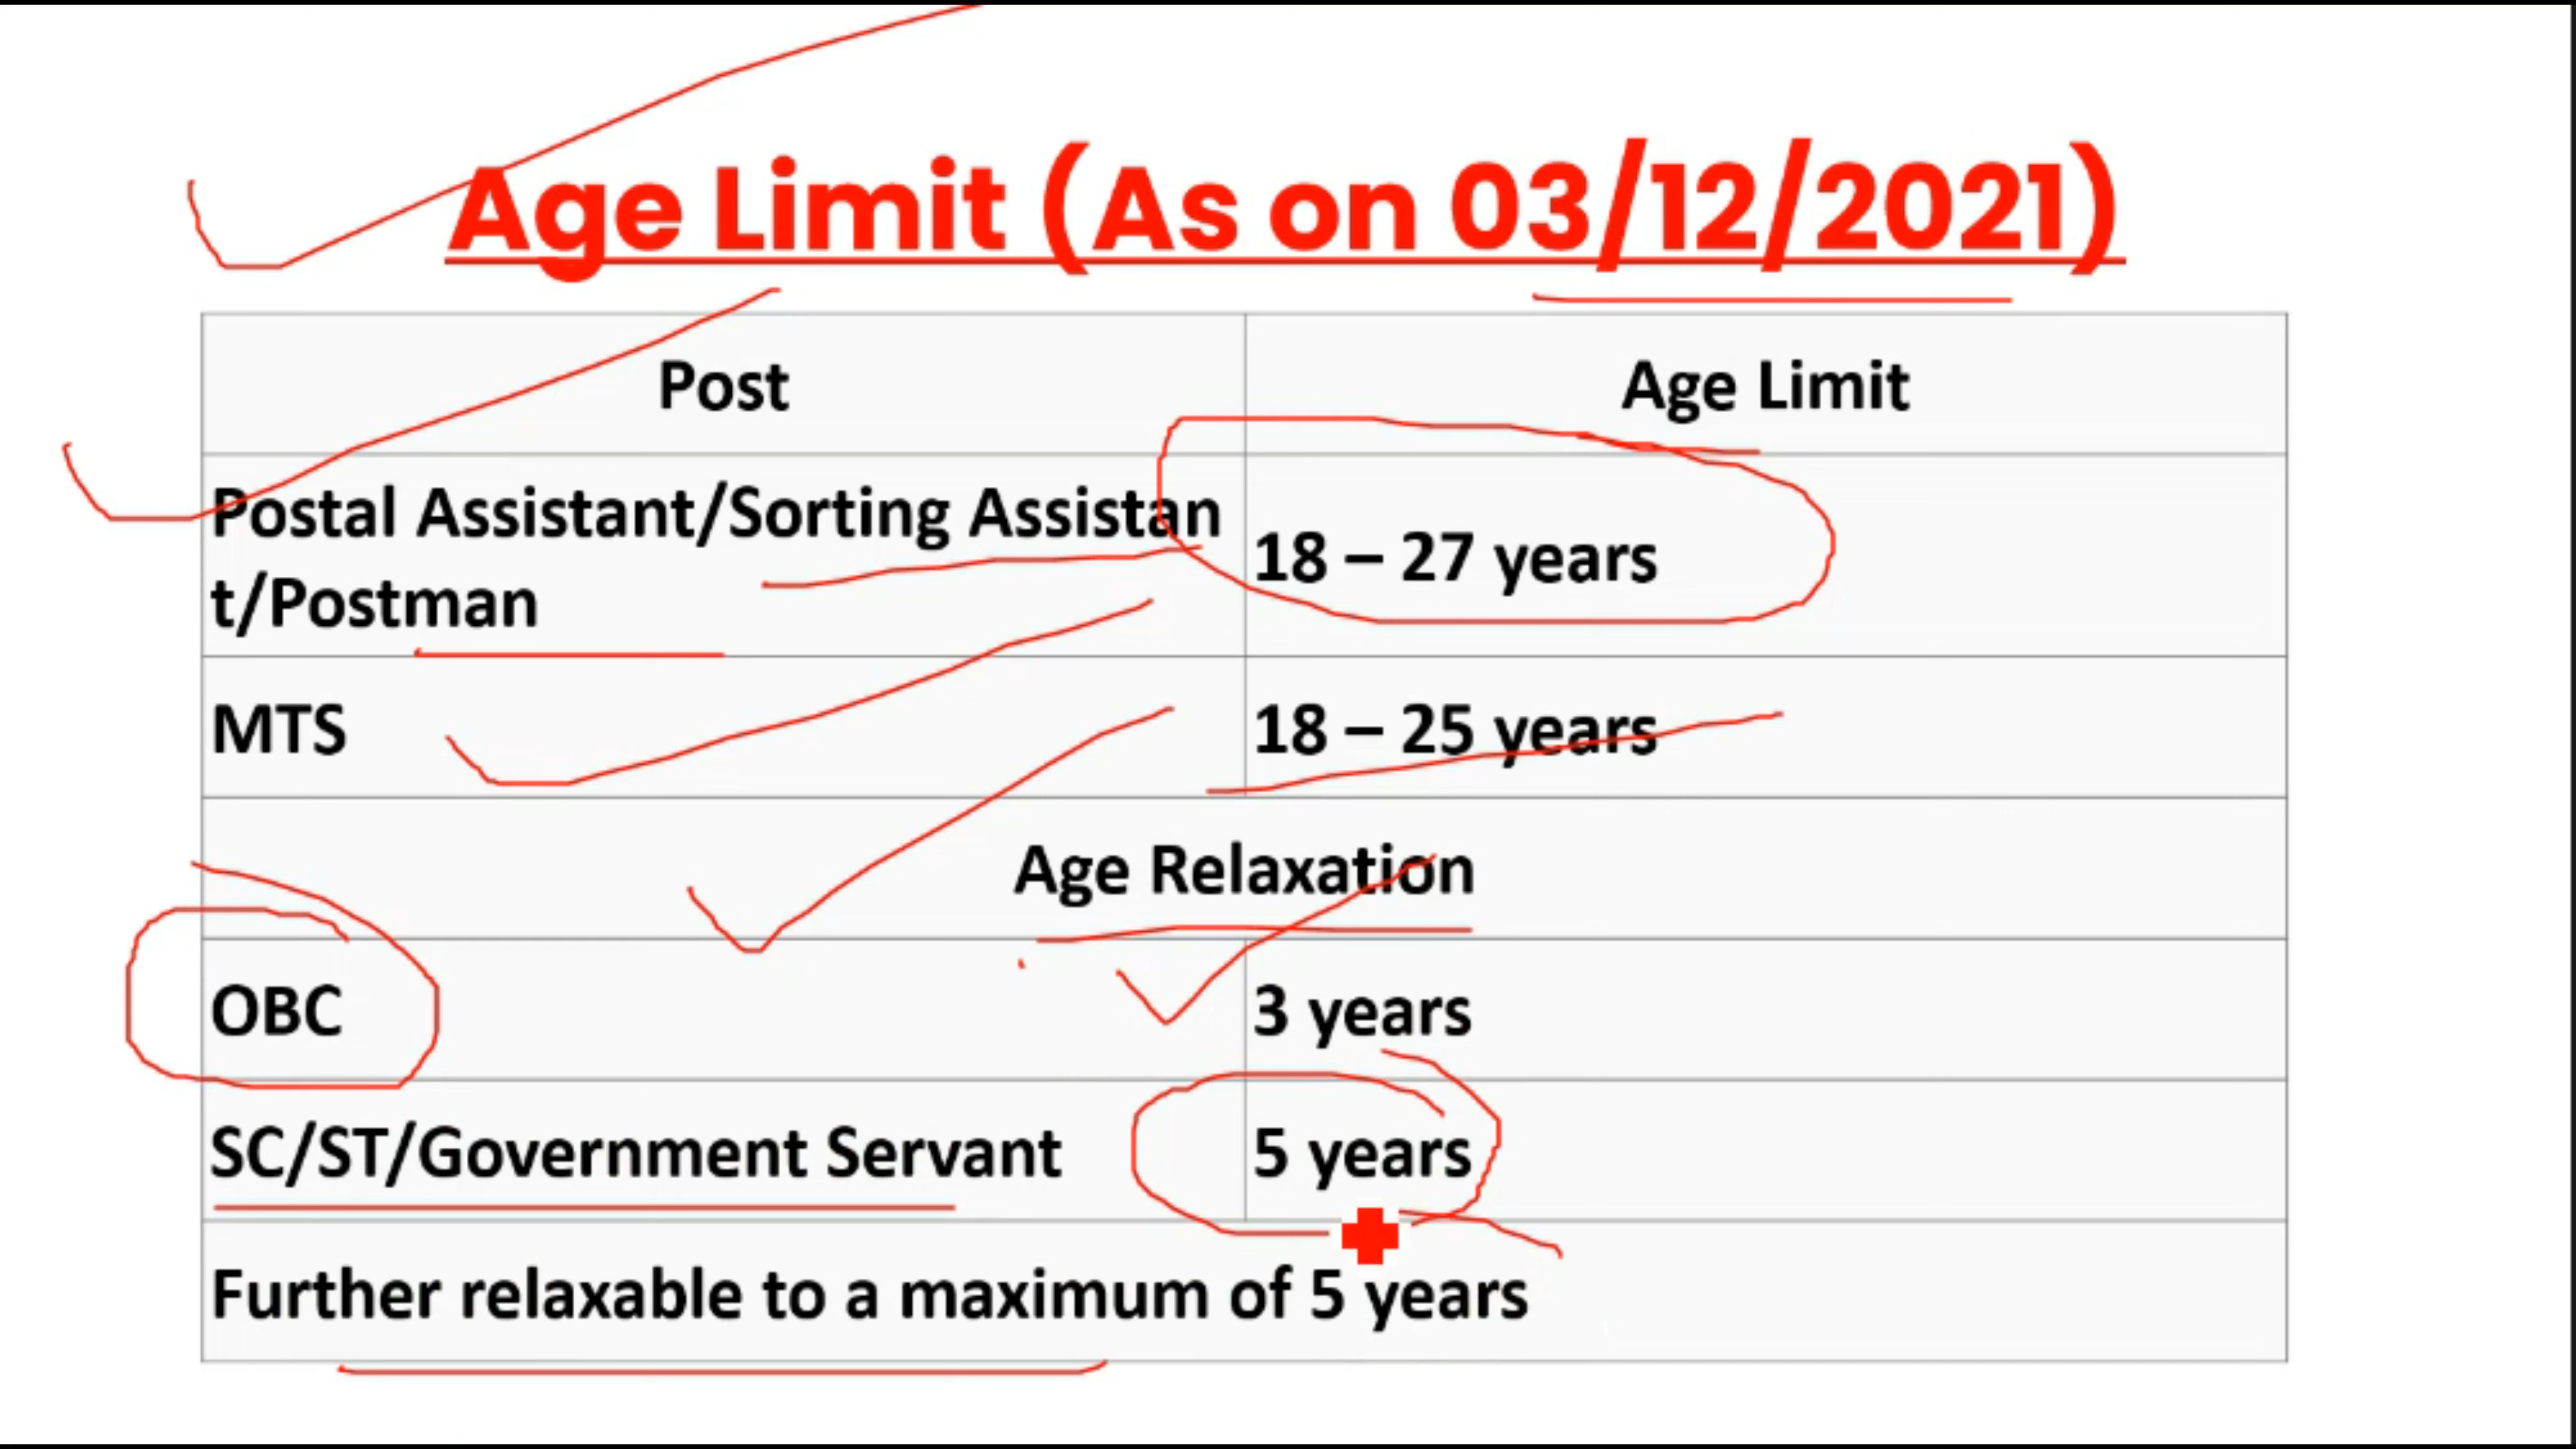 Age Limit (As on 03/12/2021)
Post
Age Limit
Postal Assistant/Sorting Assistan
t/Postman
18 – 27 years
MTS
18 – 25 years
Age Relaxation
OBC
3 years
SC/ST/Government Servant
5 years
Further relaxable to a maximum of 5 years